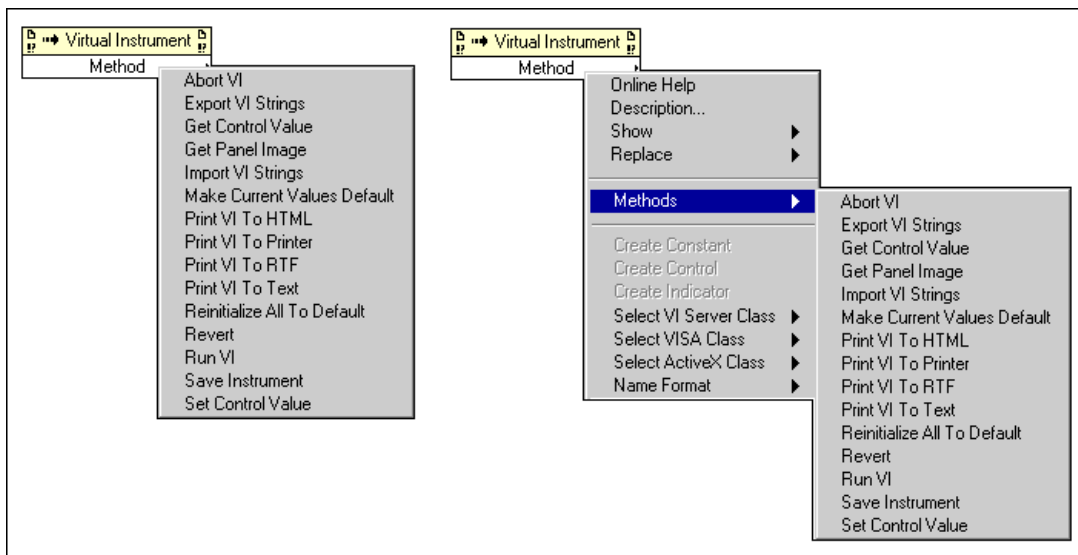 Virtual Instrument
Method
Abort VI
Export VI Strings
Get Control Value
Get Panel Image
Import VI Strings
Make Current Values Default
Print VI To HTML
Print VI To Printer
Print VI To RTF
Print VI To Text
Reinitialize All To Default
Revert
Run VI
Save Instrument
Set Control Value
Virtual Instrument
Method
Online Help
Description...
Show
Replace
Methods
Create Constant
Create Control
Create Indicator
Select VI Server Class
Select VISA Class
Select ActiveX Class
Name Format
Abort VI
Export VI Strings
Get Control Value
Get Panel Image
Import VI Strings
Make Current Values Default
Print VI To HTML
Print VI To Printer
Print VI To RTF
Print VI To Text
Reinitialize All To Default
Revert
Run VI
Save Instrument
Set Control Value